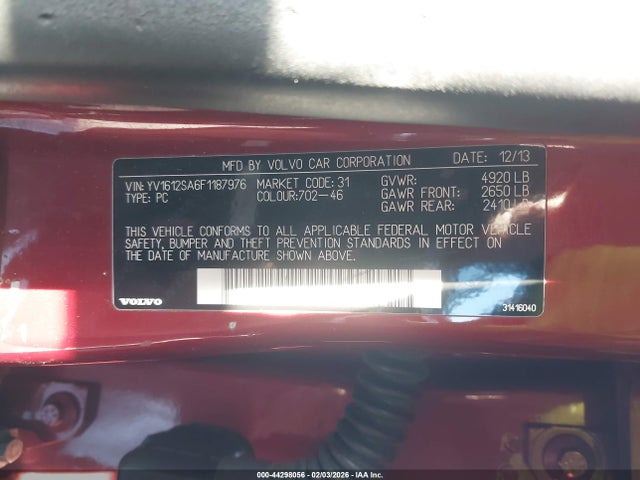 MFD BY VOLVO CAR CORPORATION DATE: 12/13
VIN: YV1612SA6F1187976 MARKET CODE: 31 GVWR: 4920 LB
TYPE: PC COLOUR:702-46 GAWR FRONT: 2650 LB
GAWR REAR: 2410 LB
THIS VEHICLE CONFORMS TO ALL APPLICABLE FEDERAL MOTOR VEHICLE
SAFETY, BUMPER AND THEFT PREVENTION STANDARDS IN EFFECT ON
THE DATE OF MANUFACTURE SHOWN ABOVE.
VOLVO 31416040
000-44298056 - 02/03/2026 - IAA Inc.